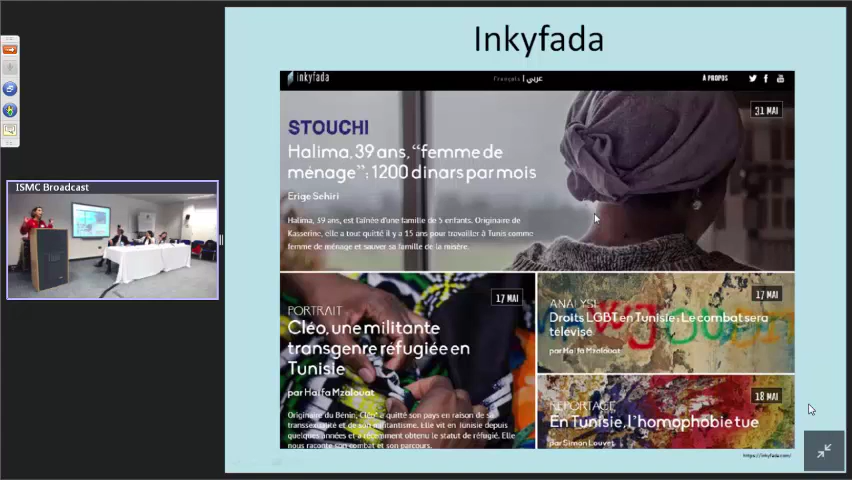 Inkyfada
inkyfada
Français | عربي
À PROPOS
31 MAI
STOUCHI
Halima, 39 ans, “femme de
ménage”; 1200 dinars par mois
Erige Sehiri
Halima, 39 ans, est l'aînée d'une famille de 5 enfants. Originaire de
Kasserine, elle a tout quitté il y a 15 ans pour travailler à Tunis comme
femme de ménage et sauver sa famille de la misère.
ISMC Broadcast
17 MAI
PORTRAIT
Cléo, une militante
transgenre réfugiée en
Tunisie
par Haïfa Mzalouat
Originaire du Bénin, Cléo a quitté son pays en raison de sa
transsexualité et de son militantisme. Elle vit en Tunisie depuis
quelques années et a récemment obtenu le statut de réfugié. Elle
nous raconte son combat et son parcours.
17 MAI
ANALYSE
Droits LGBT en Tunisie: Le combat sera
télévisé
par Haïfa Mzalouat
18 MAI
REPORTAGE
En Tunisie, l'homophobie tue
par Simon Louvet
https://inkyfada.com/